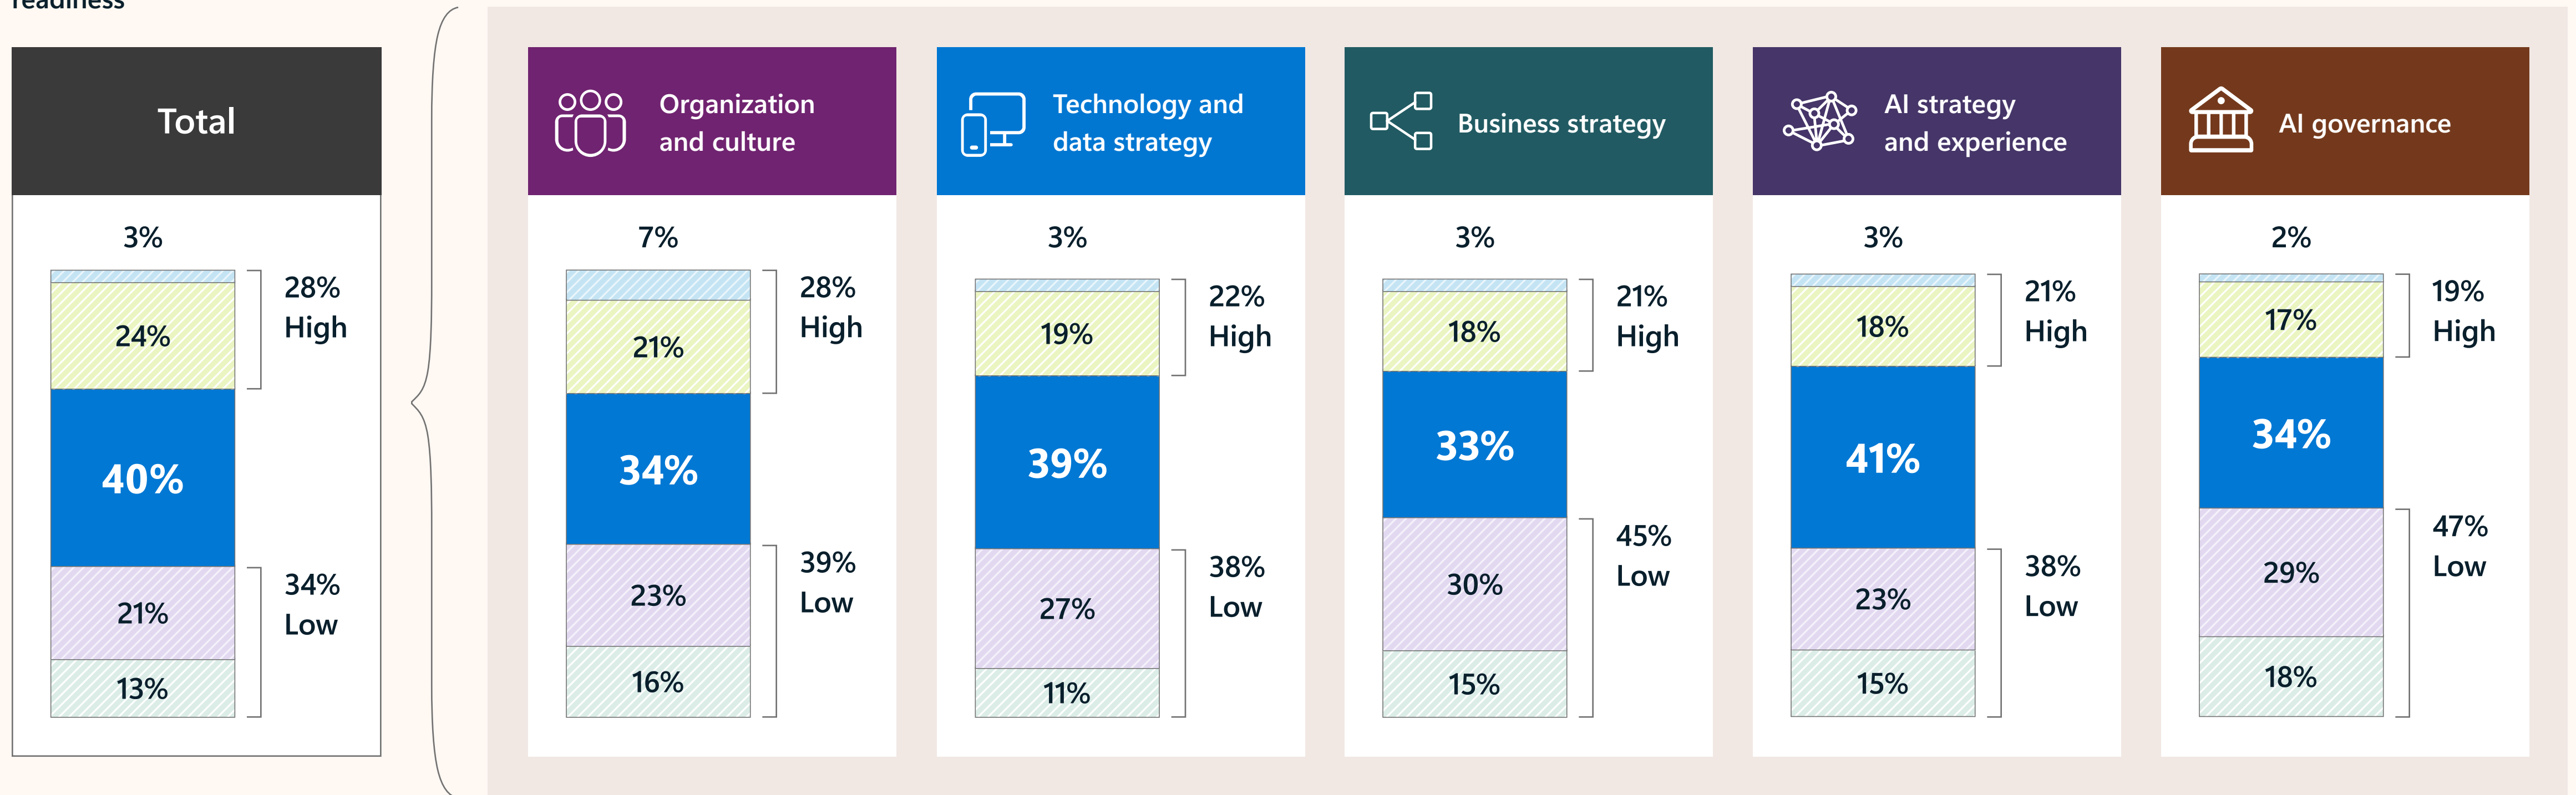 readiness
Total
3%
24%
40%
21%
13%
28%
High
34%
Low
Organization
and culture
7%
21%
34%
23%
16%
28%
High
39%
Low
Technology and
data strategy
3%
19%
39%
27%
11%
22%
High
38%
Low
Business strategy
3%
18%
33%
30%
15%
21%
High
45%
Low
AI strategy
and experience
3%
18%
41%
23%
15%
21%
High
38%
Low
AI governance
2%
17%
34%
29%
18%
19%
High
47%
Low